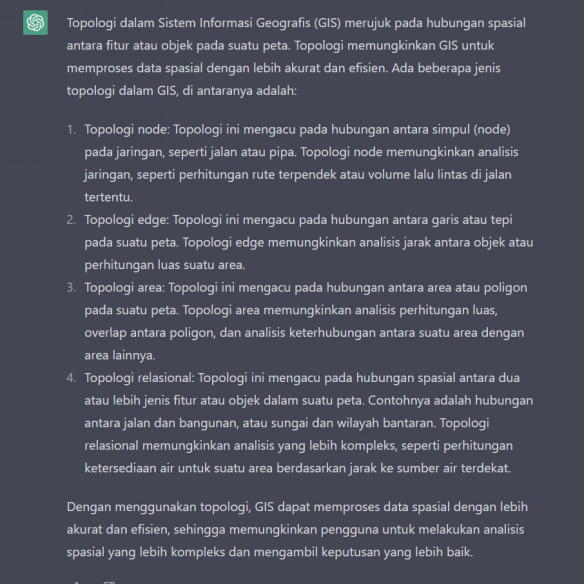 Topologi dalam Sistem Informasi Geografis (GIS) merujuk pada hubungan spasial
antara fitur atau objek pada suatu peta. Topologi memungkinkan GIS untuk
memproses data spasial dengan lebih akurat dan efisien. Ada beberapa jenis
topologi dalam GIS, di antaranya adalah:
1. Topologi node: Topologi ini mengacu pada hubungan antara simpul (node)
pada jaringan, seperti jalan atau pipa. Topologi node memungkinkan analisis
jaringan, seperti perhitungan rute terpendek atau volume lalu lintas di jalan
tertentu.
2. Topologi edge: Topologi ini mengacu pada hubungan antara garis atau tepi
pada suatu peta. Topologi edge memungkinkan analisis jarak antara objek atau
perhitungan luas suatu area.
3. Topologi area: Topologi ini mengacu pada hubungan antara area atau poligon
pada suatu peta. Topologi area memungkinkan analisis perhitungan luas,
overlap antara poligon, dan analisis keterhubungan antara suatu area dengan
area lainnya.
4. Topologi relasional: Topologi ini mengacu pada hubungan spasial antara dua
atau lebih jenis fitur atau objek dalam suatu peta. Contohnya adalah hubungan
antara jalan dan bangunan, atau sungai dan wilayah bantaran. Topologi
relasional memungkinkan analisis yang lebih kompleks, seperti perhitungan
ketersediaan air untuk suatu area berdasarkan jarak ke sumber air terdekat.
Dengan menggunakan topologi, GIS dapat memproses data spasial dengan lebih
akurat dan efisien, sehingga memungkinkan pengguna untuk melakukan analisis
spasial yang lebih kompleks dan mengambil keputusan yang lebih baik.